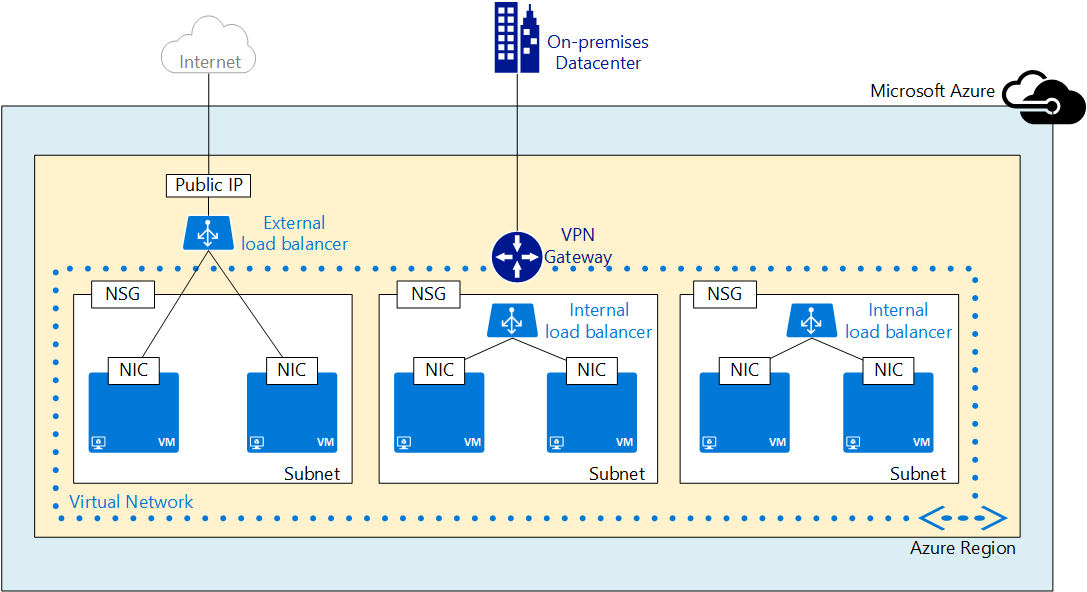 Internet
On-premises
Datacenter
Microsoft Azure
Public IP
External
load balancer
VPN
Gateway
NSG
NSG
NSG
Internal
load balancer
Internal
load balancer
NIC
NIC
NIC
NIC
NIC
NIC
VM
VM
VM
VM
VM
VM
Subnet
Subnet
Subnet
Virtual Network
Azure Region